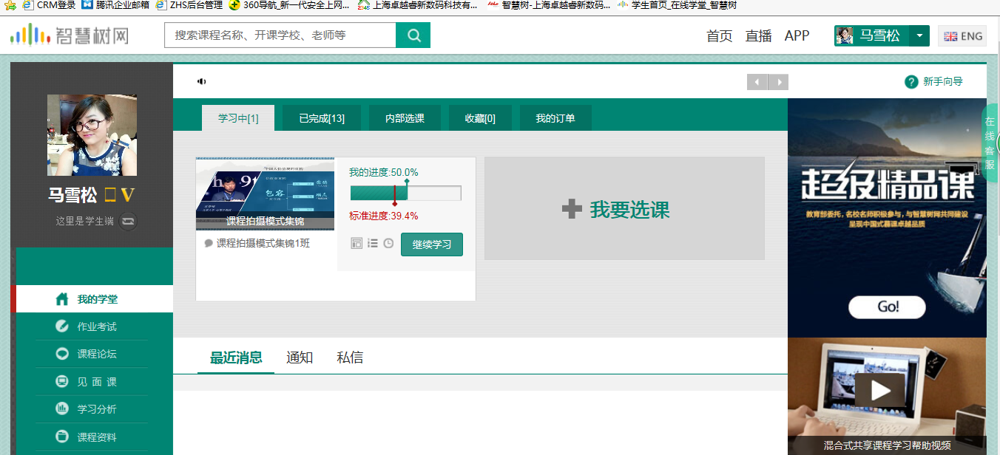 CRM登录 腾讯企业邮箱 ZHS后台管理 360导航_新一代安全上网... 上海卓越睿新数码科技有... 智慧树-上海卓越睿新数码... 学生首页_在线学堂_智慧树
智慧树网 搜索课程名称、开课学校、老师等 首页 直播 APP 马雪松 ENG
新手向导
学习中[1] 已完成[13] 内部选课 收藏[0] 我的订单
马雪松 V
这里是学生端
我的学堂
作业考试
课程论坛
见 面 课
学习分析
课程资料
课程拍摄模式集锦
课程拍摄模式集锦1班
我的进度:50.0%
标准进度:39.4%
继续学习
我要选课
最近消息 通知 私信
超级精品课
教育部委托，名校名师积极参与，与智慧树网共同建设
呈现中国式慕课卓越品质
Go!
在线客服
混合式共享课程学习帮助视频